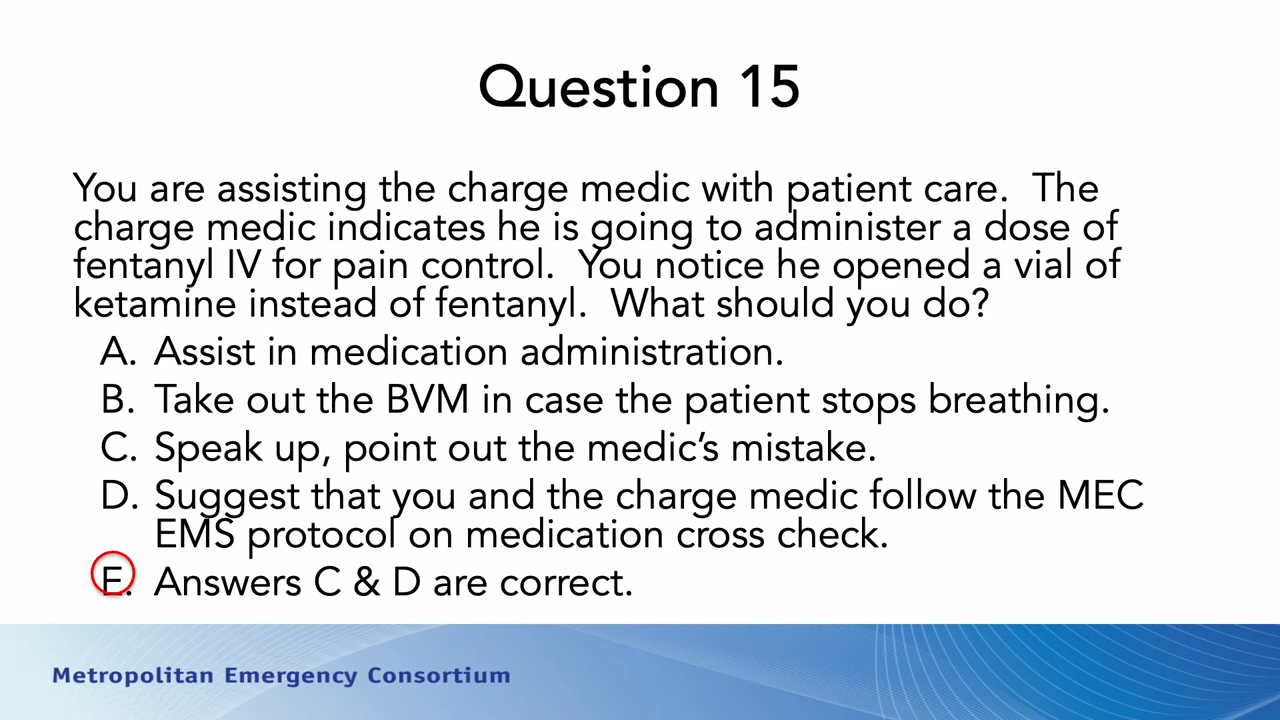 Question 15
You are assisting the charge medic with patient care.  The
charge medic indicates he is going to administer a dose of
fentanyl IV for pain control.  You notice he opened a vial of
ketamine instead of fentanyl.  What should you do?
A. Assist in medication administration.
B. Take out the BVM in case the patient stops breathing.
C. Speak up, point out the medic’s mistake.
D. Suggest that you and the charge medic follow the MEC
EMS protocol on medication cross check.
E. Answers C & D are correct.
Metropolitan Emergency Consortium